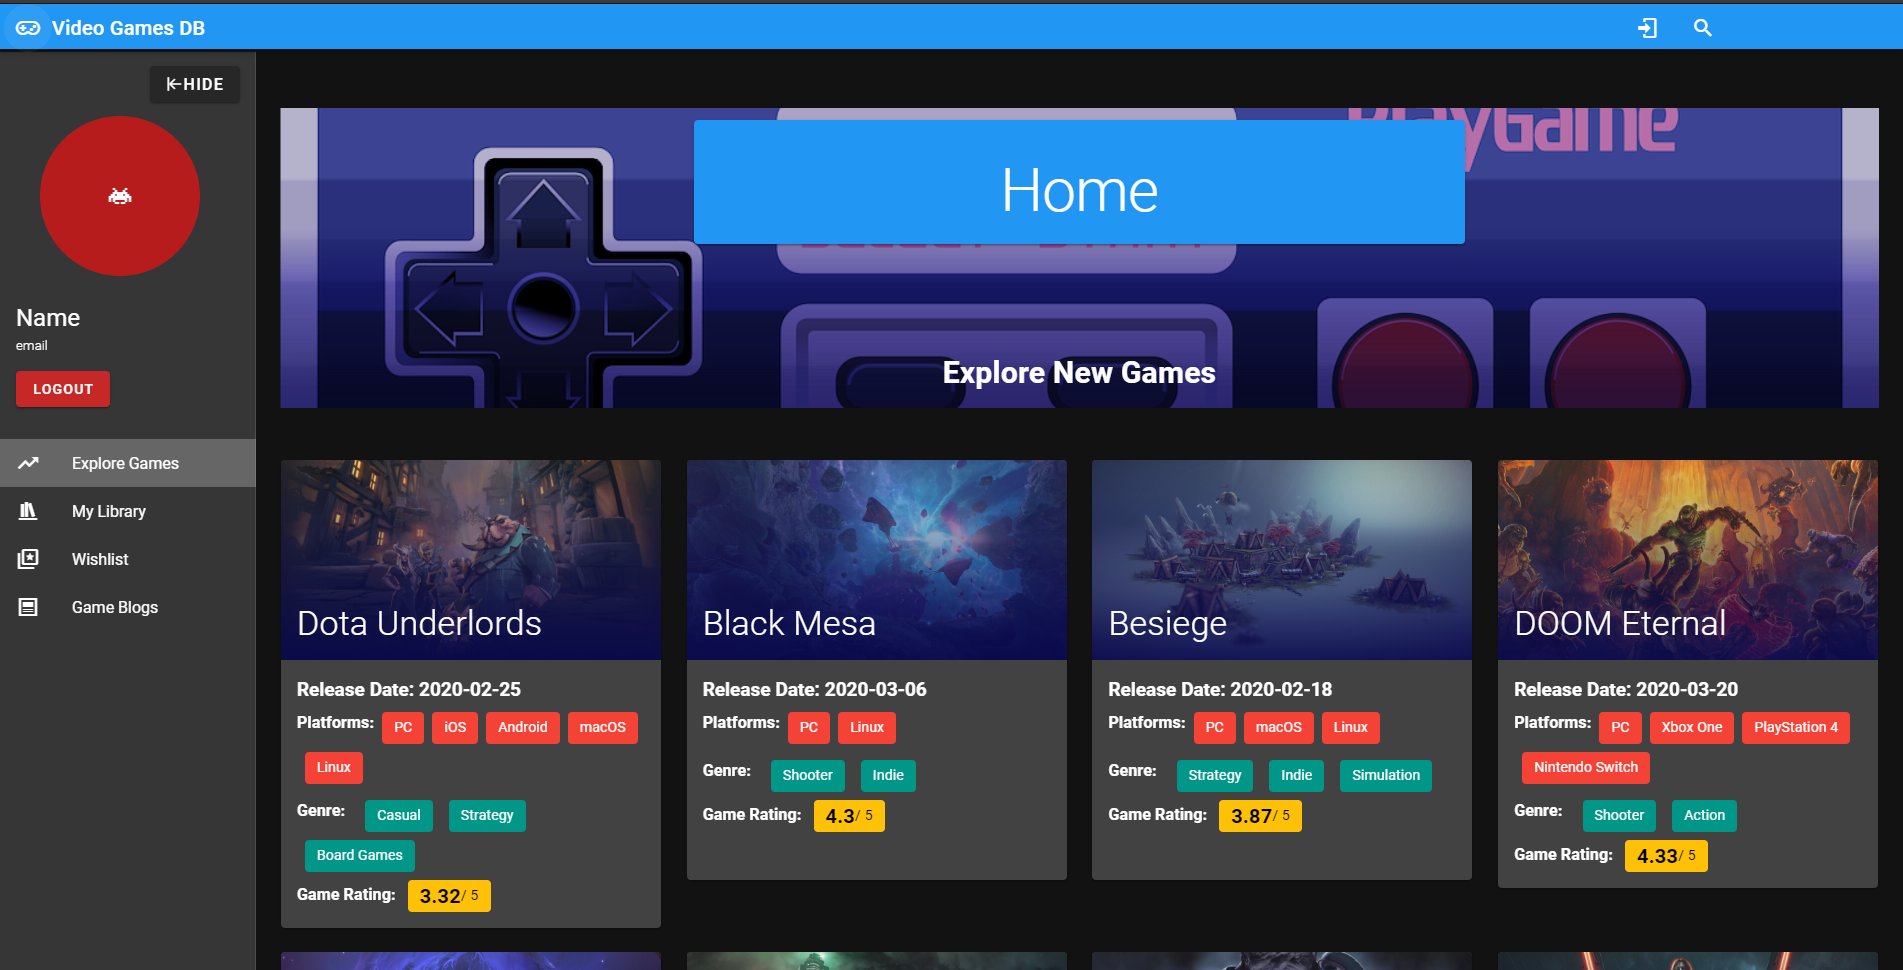 Video Games DB
HIDE
Name
email
LOGOUT
Explore Games
My Library
Wishlist
Game Blogs
PlayGame
Home
Explore New Games
Dota Underlords
Release Date: 2020-02-25
Platforms: PC iOS Android macOS
Linux
Genre: Casual Strategy
Board Games
Game Rating: 3.32/ 5
Black Mesa
Release Date: 2020-03-06
Platforms: PC Linux
Genre: Shooter Indie
Game Rating: 4.3/ 5
Besiege
Release Date: 2020-02-18
Platforms: PC macOS Linux
Genre: Strategy Indie Simulation
Game Rating: 3.87/ 5
DOOM Eternal
Release Date: 2020-03-20
Platforms: PC Xbox One PlayStation 4
Nintendo Switch
Genre: Shooter Action
Game Rating: 4.33/ 5